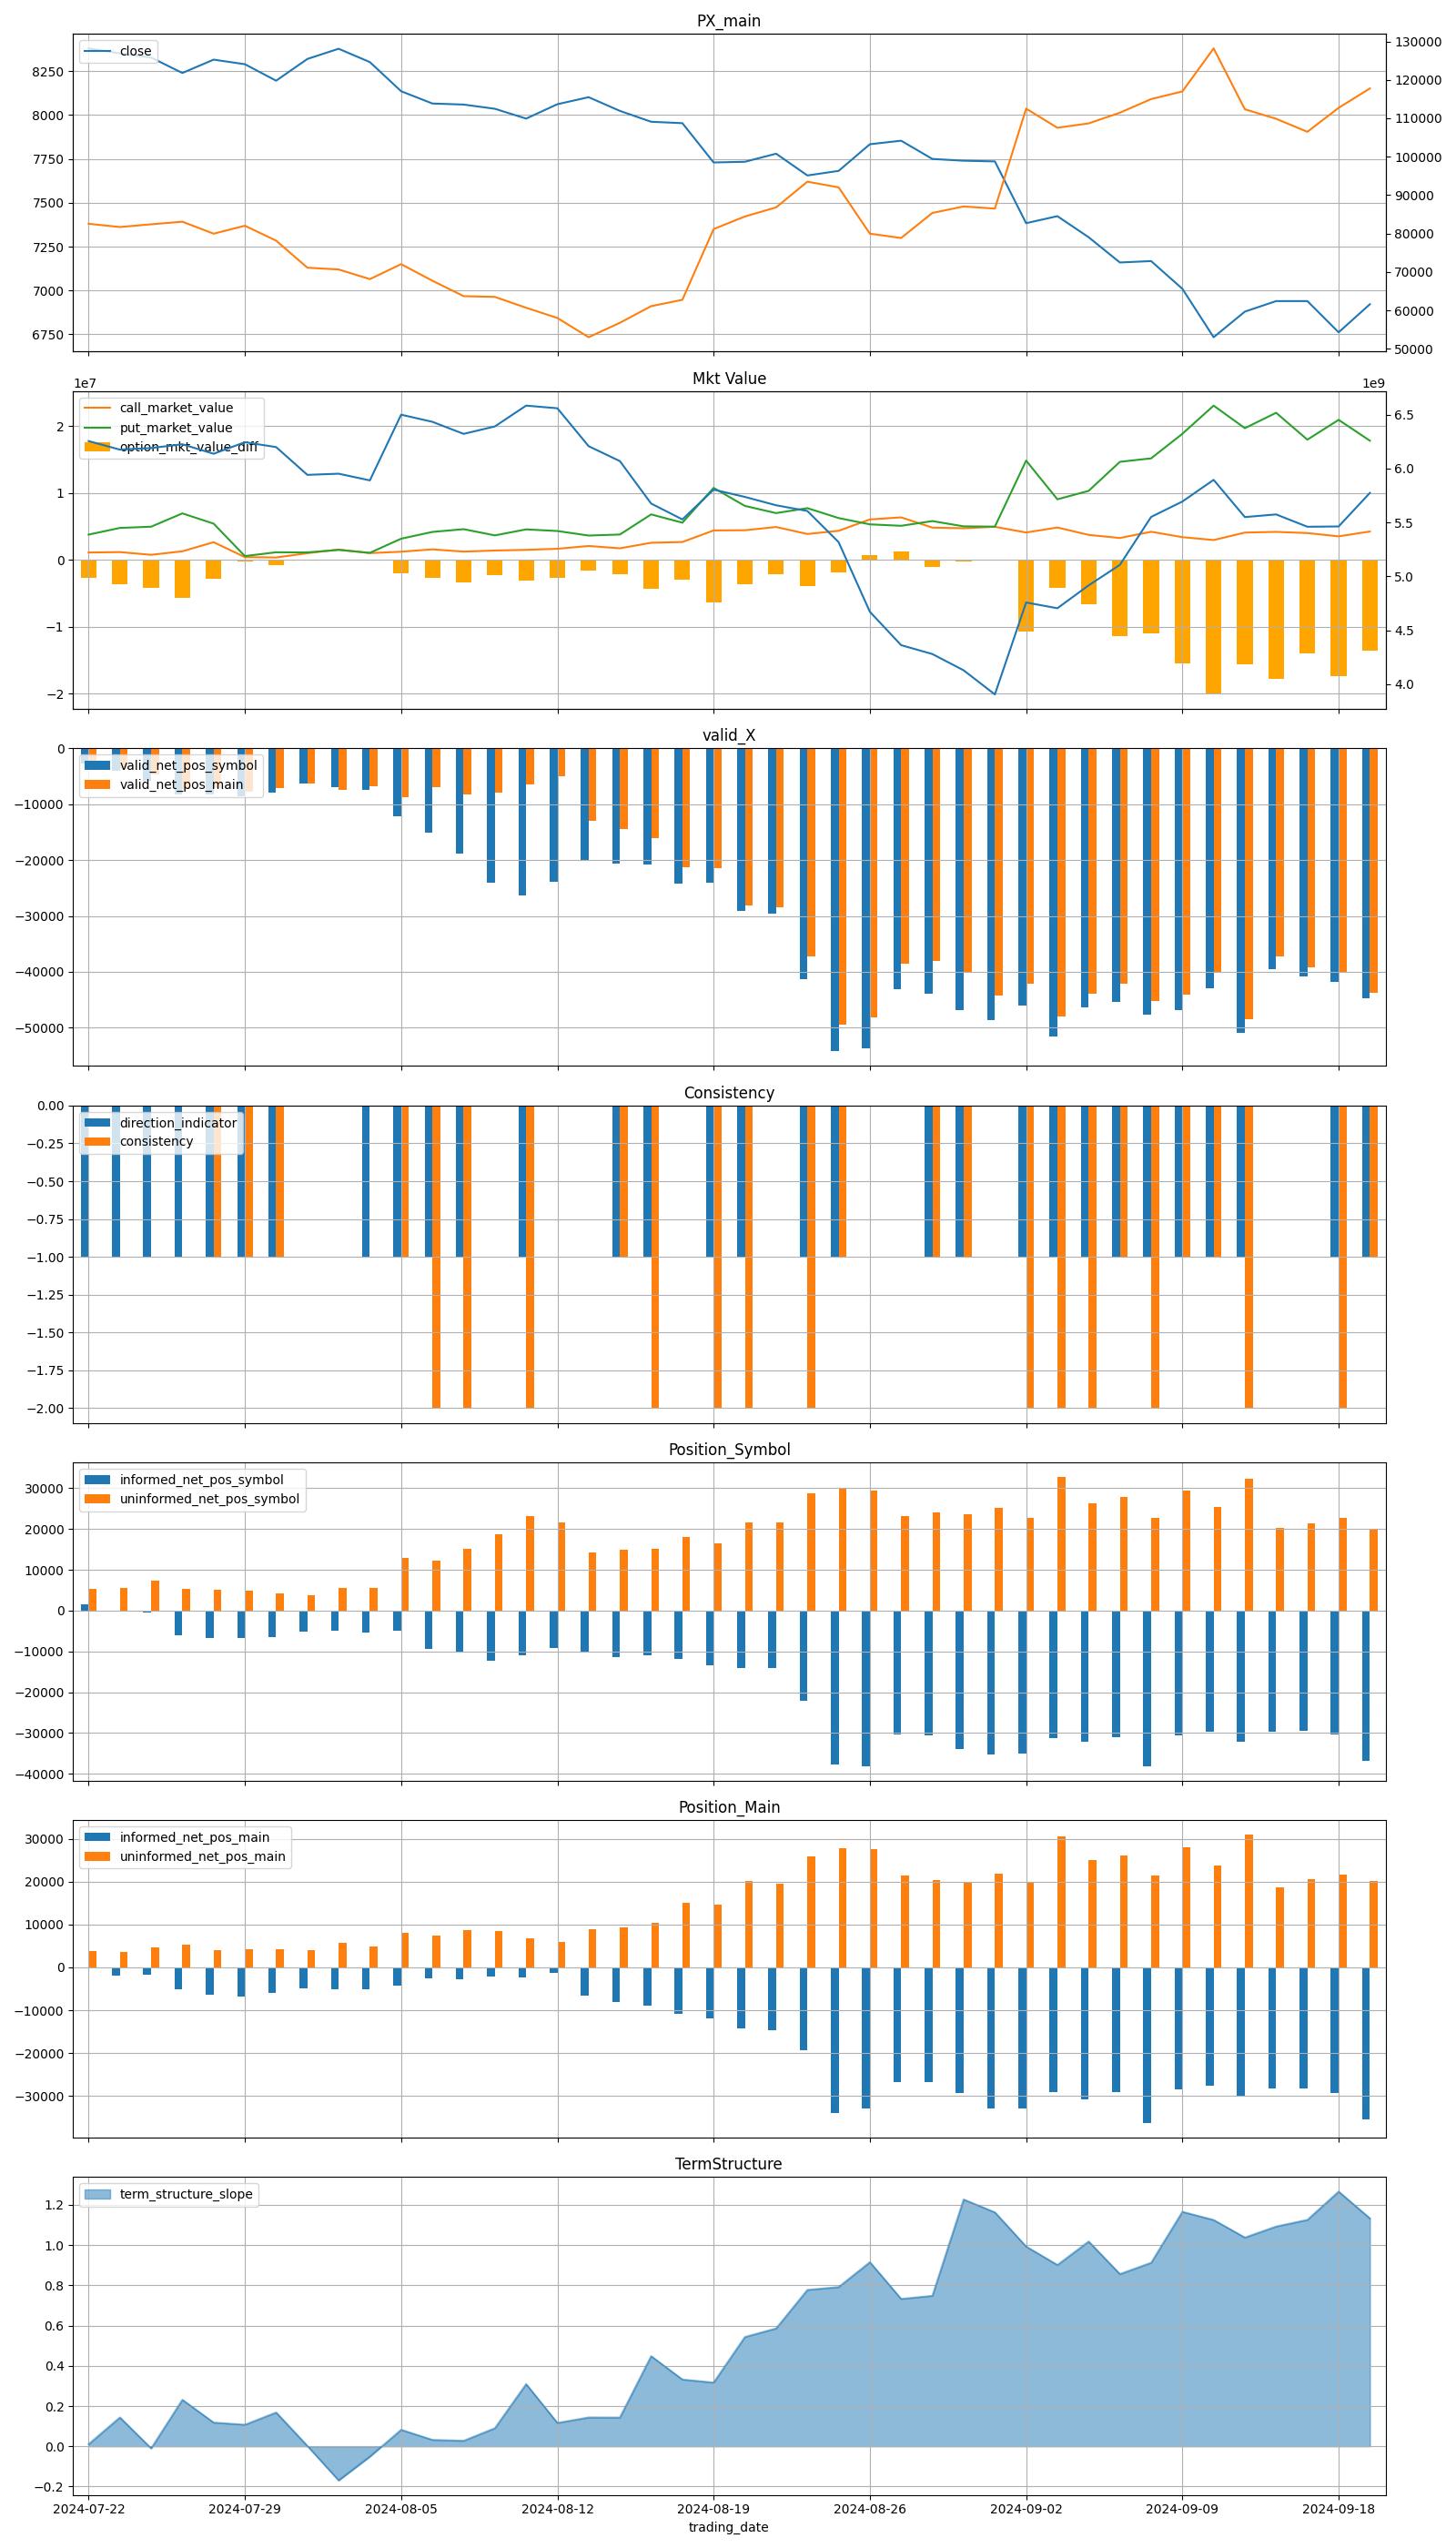 PX_main
close
8250
8000
7750
7500
7250
7000
6750
130000
120000
110000
100000
90000
80000
70000
60000
50000
Mkt Value
1e7
1e9
call_market_value
put_market_value
option_mkt_value_diff
2
1
0
−1
−2
6.5
6.0
5.5
5.0
4.5
4.0
valid_X
valid_net_pos_symbol
valid_net_pos_main
0
−10000
−20000
−30000
−40000
−50000
Consistency
direction_indicator
consistency
0.00
−0.25
−0.50
−0.75
−1.00
−1.25
−1.50
−1.75
−2.00
Position_Symbol
informed_net_pos_symbol
uninformed_net_pos_symbol
30000
20000
10000
0
−10000
−20000
−30000
−40000
Position_Main
informed_net_pos_main
uninformed_net_pos_main
30000
20000
10000
0
−10000
−20000
−30000
TermStructure
term_structure_slope
1.2
1.0
0.8
0.6
0.4
0.2
0.0
−0.2
2024-07-22 2024-07-29 2024-08-05 2024-08-12 2024-08-19 2024-08-26 2024-09-02 2024-09-09 2024-09-18
trading_date